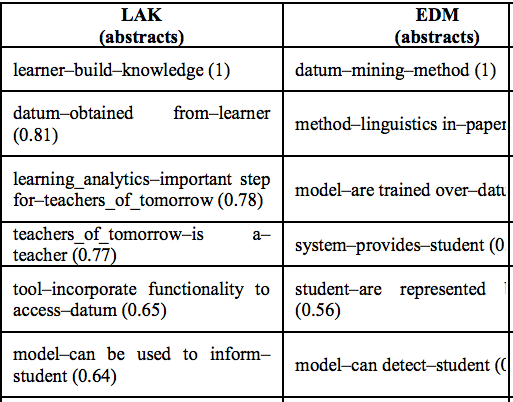 LAK
(abstracts)
EDM
(abstracts)
learner–build–knowledge (1)
datum–mining–method (1)
datum–obtained from–learner
(0.81)
method–linguistics in–paper
learning_analytics–important step
for–teachers_of_tomorrow (0.78)
model–are trained over–datu
teachers_of_tomorrow–is a–
teacher (0.77)
system–provides–student (0
tool–incorporate functionality to
access–datum (0.65)
student–are represented
(0.56)
model–can be used to inform–
student (0.64)
model–can detect–student (